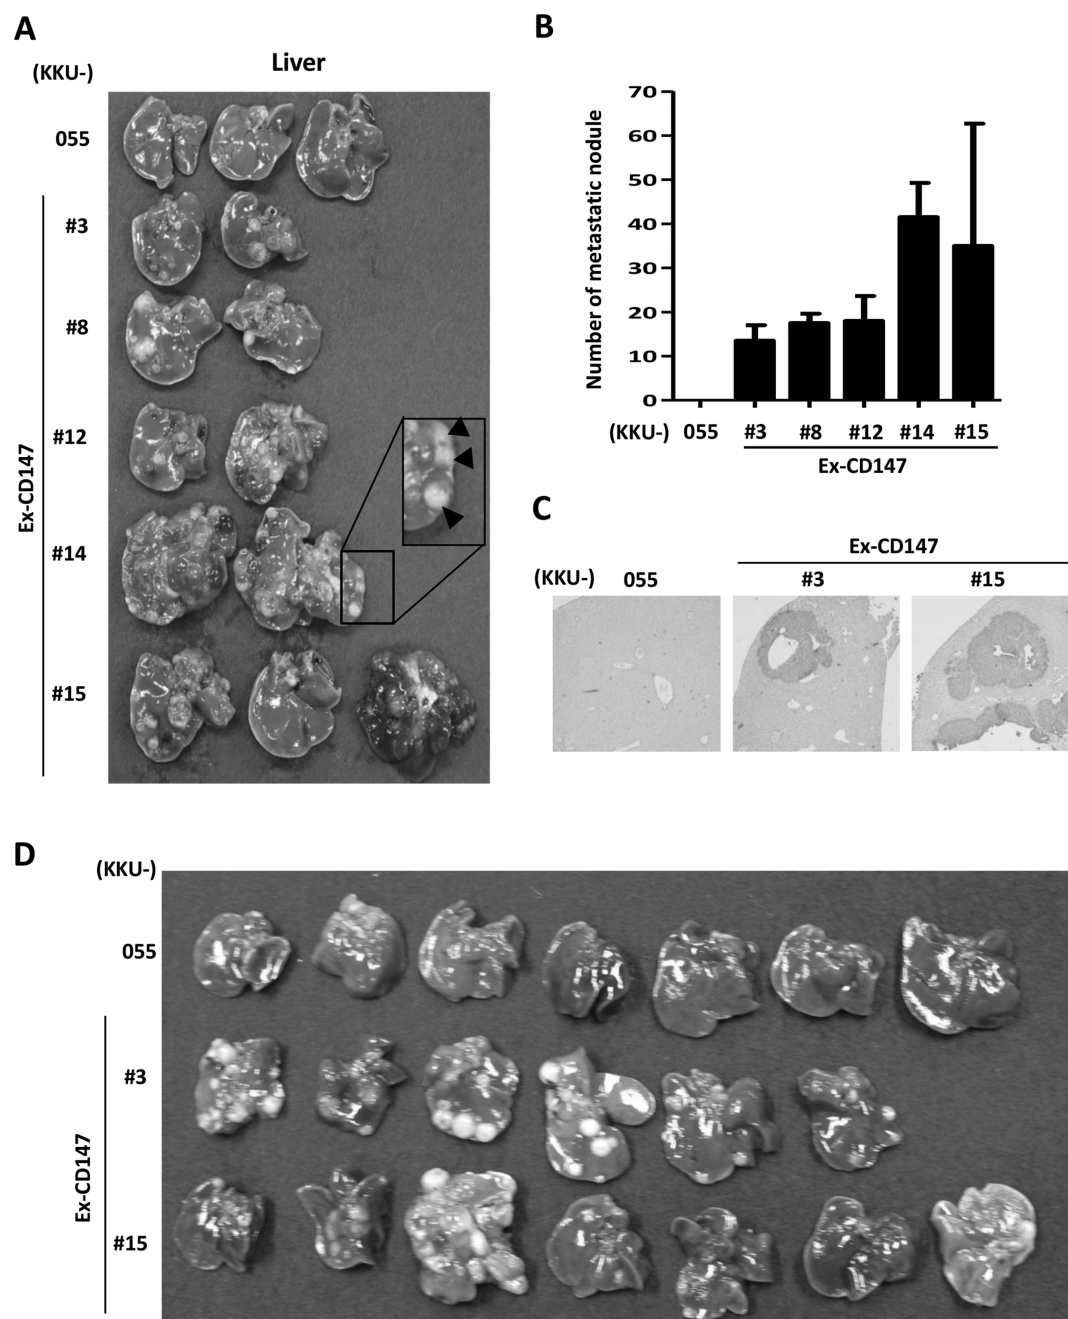 A
Liver
(KKU-)
055
#3
#8
#12
#14
#15
Ex-CD147
B
Number of metastatic nodule
70
60
50
40
30
20
10
0
(KKU-) 055 #3 #8 #12 #14 #15
Ex-CD147
C
Ex-CD147
(KKU-) 055 #3 #15
D
(KKU-)
055
#3
#15
Ex-CD147